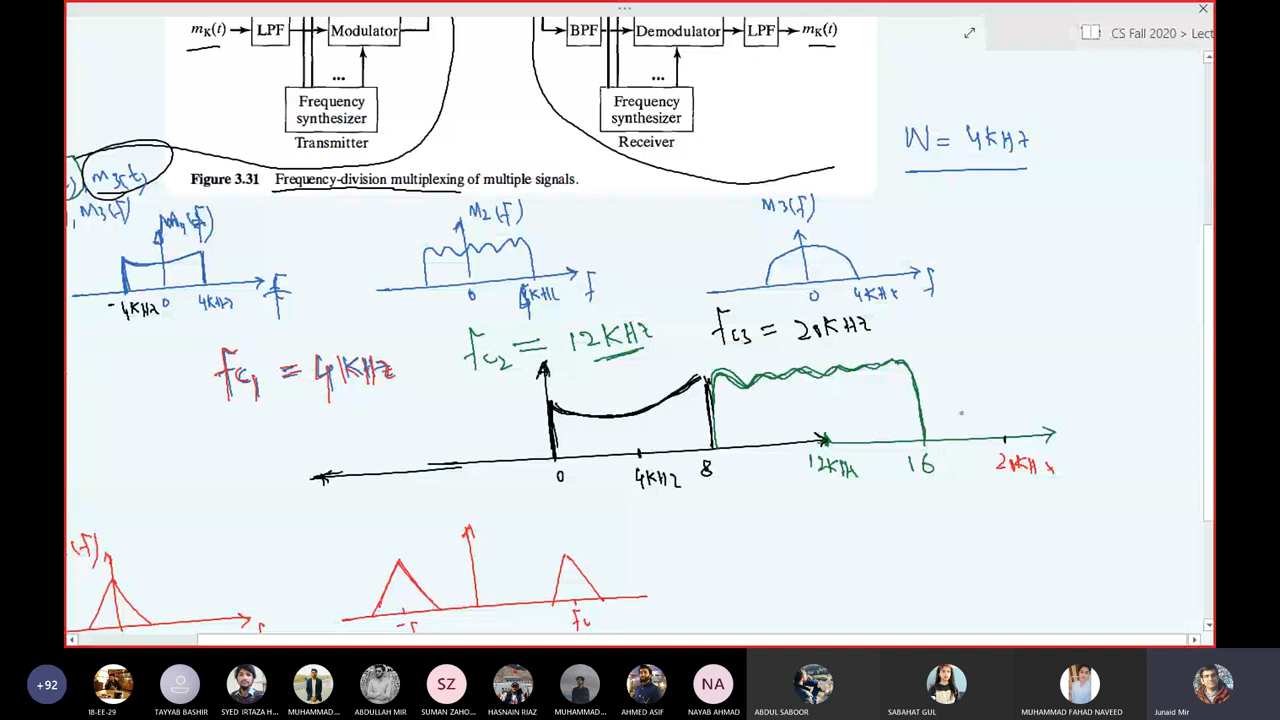 CS Fall 2020 > Lect
mK(t) LPF Modulator
BPF Demodulator LPF mK(t)
...
...
Frequency synthesizer
Frequency synthesizer
Transmitter
Receiver
W = 4KHz
m3(t)
Figure 3.31 Frequency-division multiplexing of multiple signals.
, M3(f)
M1(f)
M2(f)
M3(f)
-4KHz 0 4KHz f
0 4KHz f
0 4KHz f
fc1 = 4KHz
fc2 = 12KHz
fc3 = 20KHz
0 4KHz 8 12KHz 16 20KHz
(f)
fc
+92
SZ
NA
18-EE-29
TAYYAB BASHIR
SYED IRTAZA H...
MUHAMMAD...
ABDULLAH MIR
SUMAN ZAHO...
HASNAIN RIAZ
MUHAMMAD...
AHMED ASIF
NAYAB AHMAD
ABDUL SABOOR
SABAHAT GUL
MUHAMMAD FAHAD NAVEED
Junaid Mir